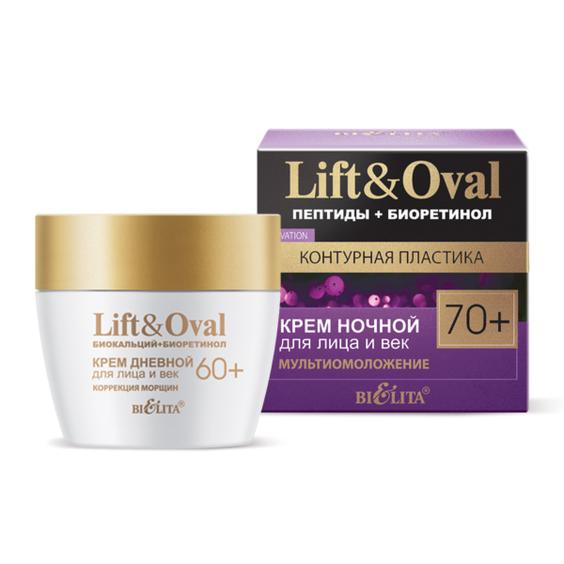 Lift&Oval
ПЕПТИДЫ + БИОРЕТИНОЛ
VATION
КОНТУРНАЯ ПЛАСТИКА
КРЕМ НОЧНОЙ
для лица и век
70+
МУЛЬТИОМОЛОЖЕНИЕ
BIELITA®
Lift&Oval
БИОКАЛЬЦИЙ+БИОРЕТИНОЛ
КРЕМ ДНЕВНОЙ
для лица и век
60+
КОРРЕКЦИЯ МОРЩИН
BIELITA®